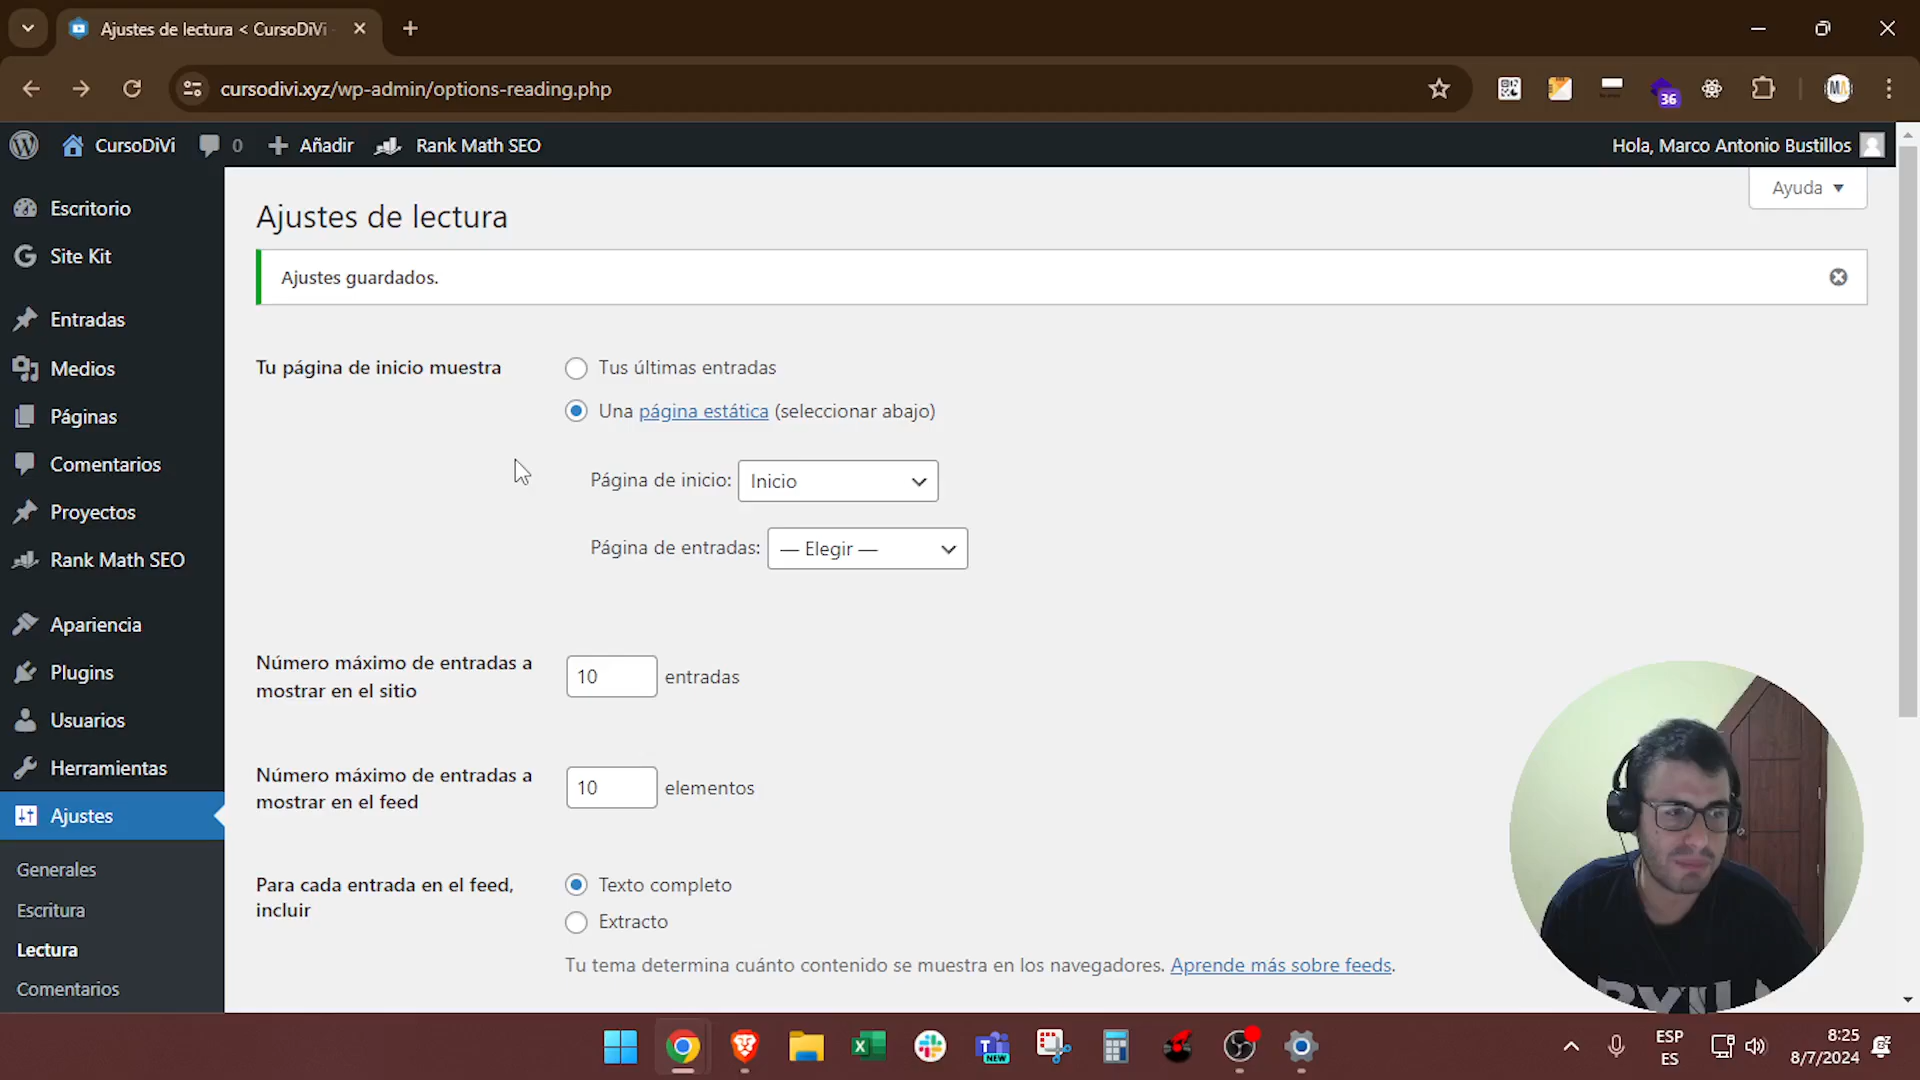 Ajustes de lectura < CursoDiVi
cursodivi.xyz/wp-admin/options-reading.php
36
MA
CursoDiVi
0
Añadir
Rank Math SEO
Hola, Marco Antonio Bustillos
Escritorio
Site Kit
Entradas
Medios
Páginas
Comentarios
Proyectos
Rank Math SEO
Apariencia
Plugins
Usuarios
Herramientas
Ajustes
Generales
Escritura
Lectura
Comentarios
Ayuda
Ajustes de lectura
Ajustes guardados.
Tu página de inicio muestra
Tus últimas entradas
Una página estática (seleccionar abajo)
Página de inicio: Inicio
Página de entradas: — Elegir —
Número máximo de entradas a
mostrar en el sitio
10 entradas
Número máximo de entradas a
mostrar en el feed
10 elementos
Para cada entrada en el feed,
incluir
Texto completo
Extracto
Tu tema determina cuánto contenido se muestra en los navegadores. Aprende más sobre feeds.
NEW
ESP
ES
8:25
8/7/2024